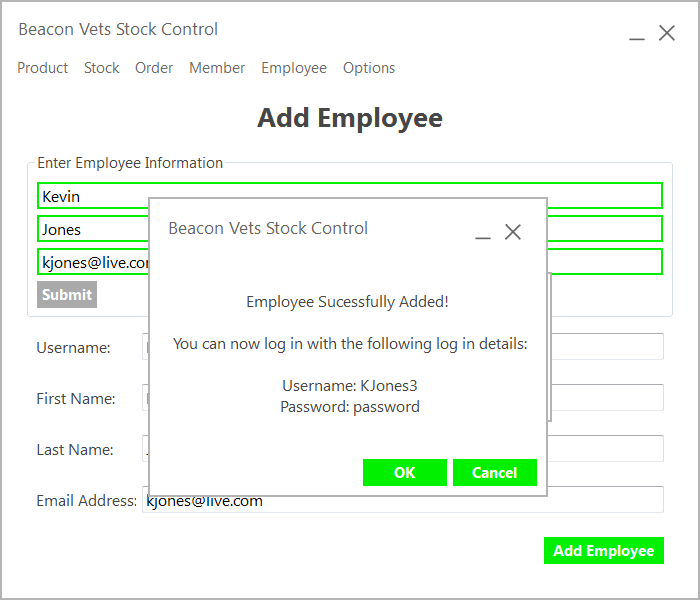 Beacon Vets Stock Control
Product Stock Order Member Employee Options
Add Employee
Enter Employee Information
Kevin
Jones
kjones@live.com
Submit
Beacon Vets Stock Control
Employee Sucessfully Added!
You can now log in with the following log in details:
Username: KJones3
Password: password
OK Cancel
Username:
First Name:
Last Name:
Email Address: kjones@live.com
Add Employee